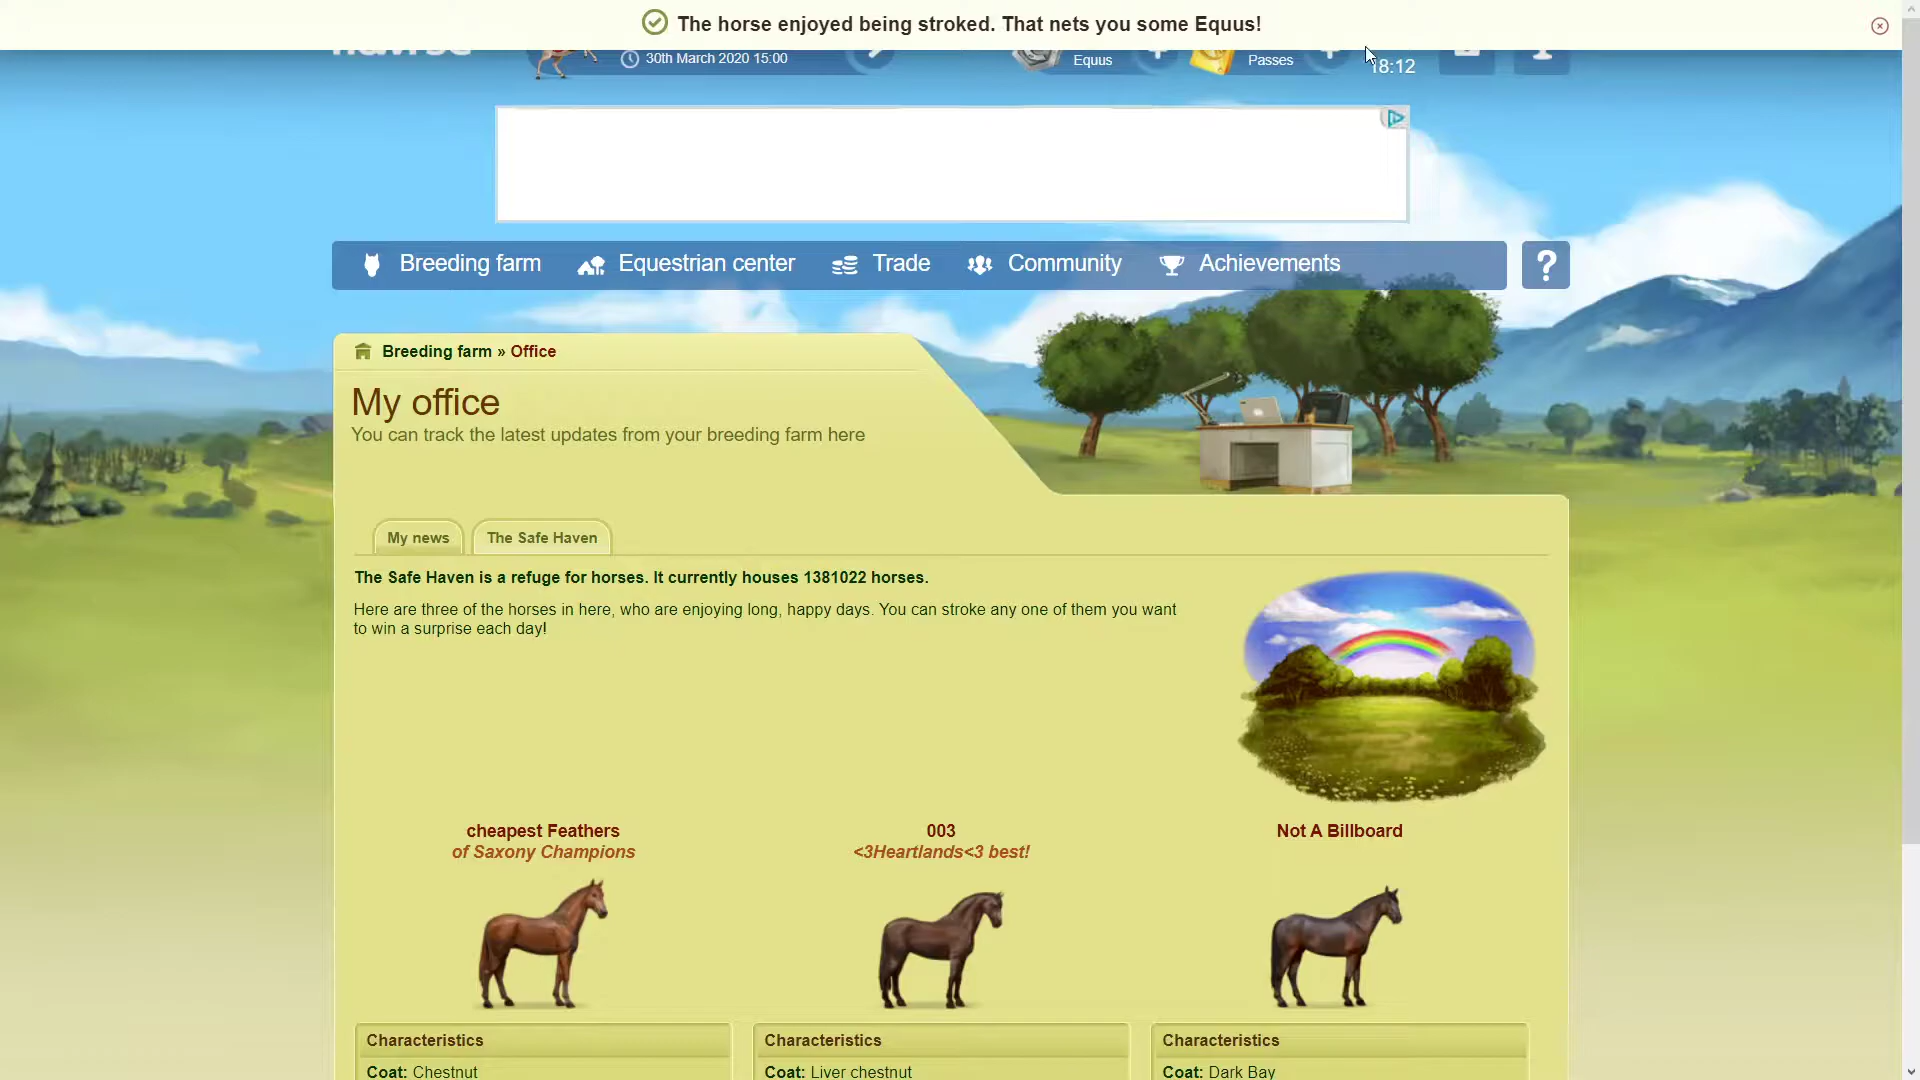 The horse enjoyed being stroked. That nets you some Equus!
30th March 2020 15:00
Equus
Passes
18:12
Breeding farm
Equestrian center
Trade
Community
Achievements
?
Breeding farm » Office
My office
You can track the latest updates from your breeding farm here
My news
The Safe Haven
The Safe Haven is a refuge for horses. It currently houses 1381022 horses.
Here are three of the horses in here, who are enjoying long, happy days. You can stroke any one of them you want
to win a surprise each day!
cheapest Feathers
of Saxony Champions
003
<3Heartlands<3 best!
Not A Billboard
Characteristics
Characteristics
Characteristics
Coat: Chestnut
Coat: Liver chestnut
Coat: Dark Bay